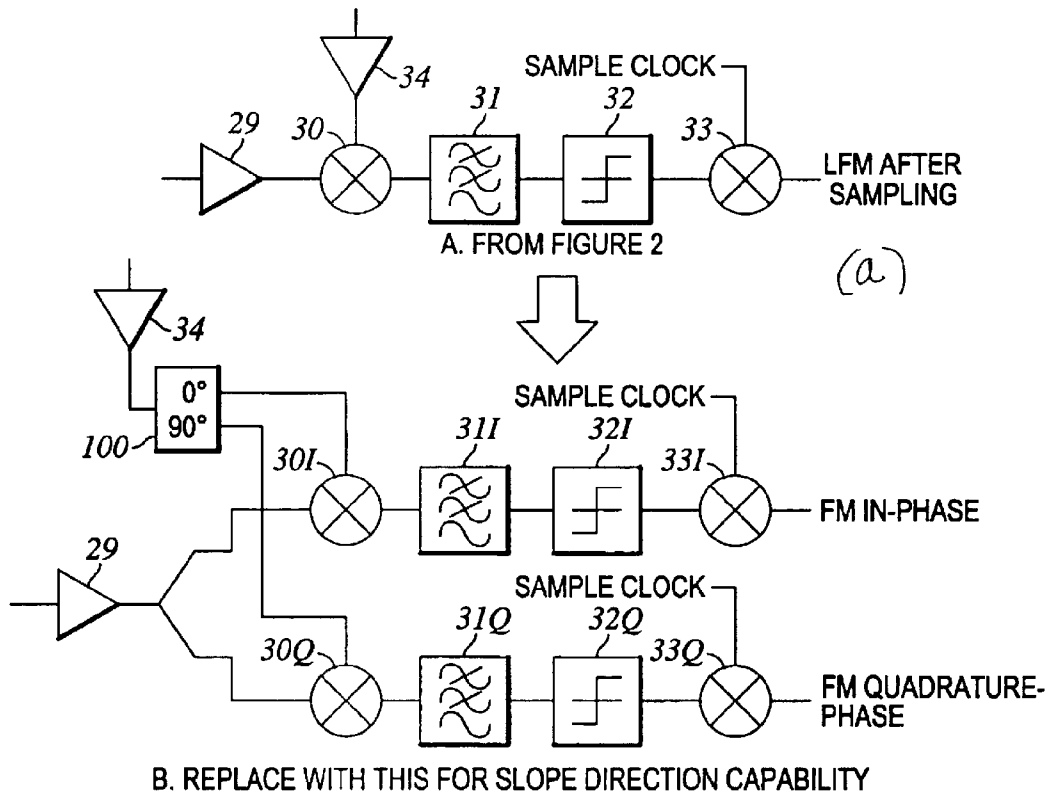 34
SAMPLE CLOCK
29
30
31
32
33
LFM AFTER
SAMPLING
A. FROM FIGURE 2
(a)
34
0°
90°
100
SAMPLE CLOCK
30I
31I
32I
33I
FM IN-PHASE
29
SAMPLE CLOCK
30Q
31Q
32Q
33Q
FM QUADRATURE-
PHASE
B. REPLACE WITH THIS FOR SLOPE DIRECTION CAPABILITY